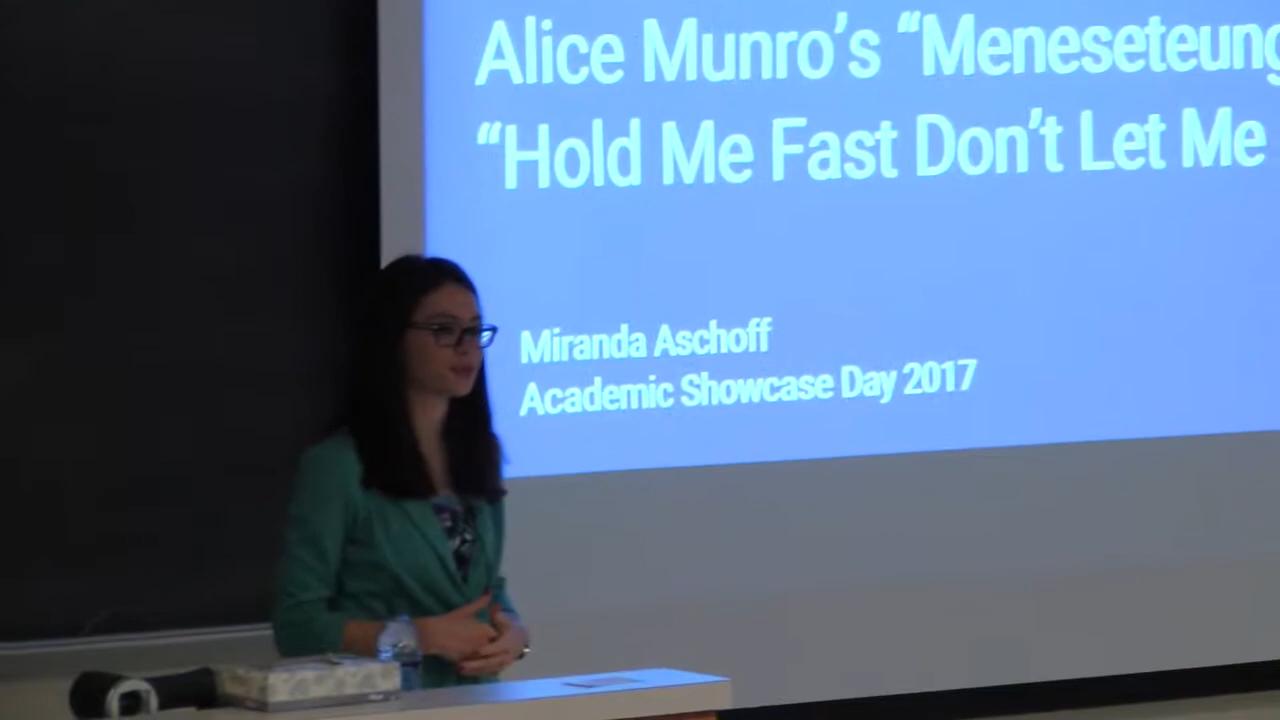 Alice Munro's “Meneseteung
“Hold Me Fast Don't Let Me
Miranda Aschoff
Academic Showcase Day 2017